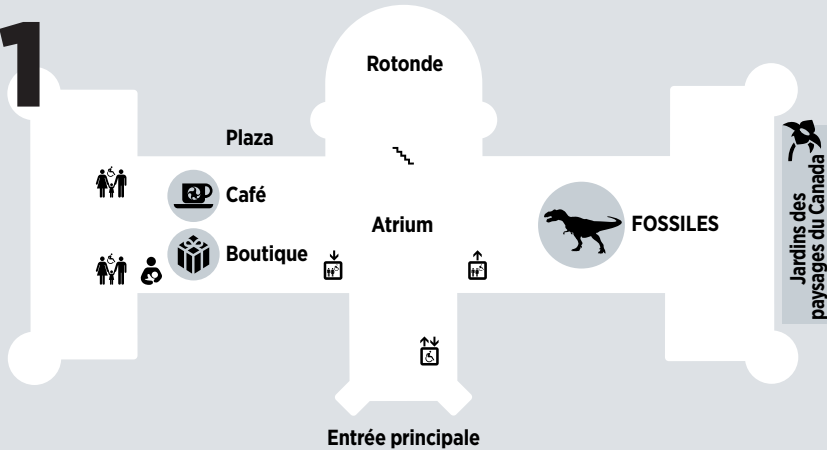 1
Rotonde
Plaza
Café
Atrium
FOSSILES
Boutique
Jardins des
paysages du Canada
Entrée principale